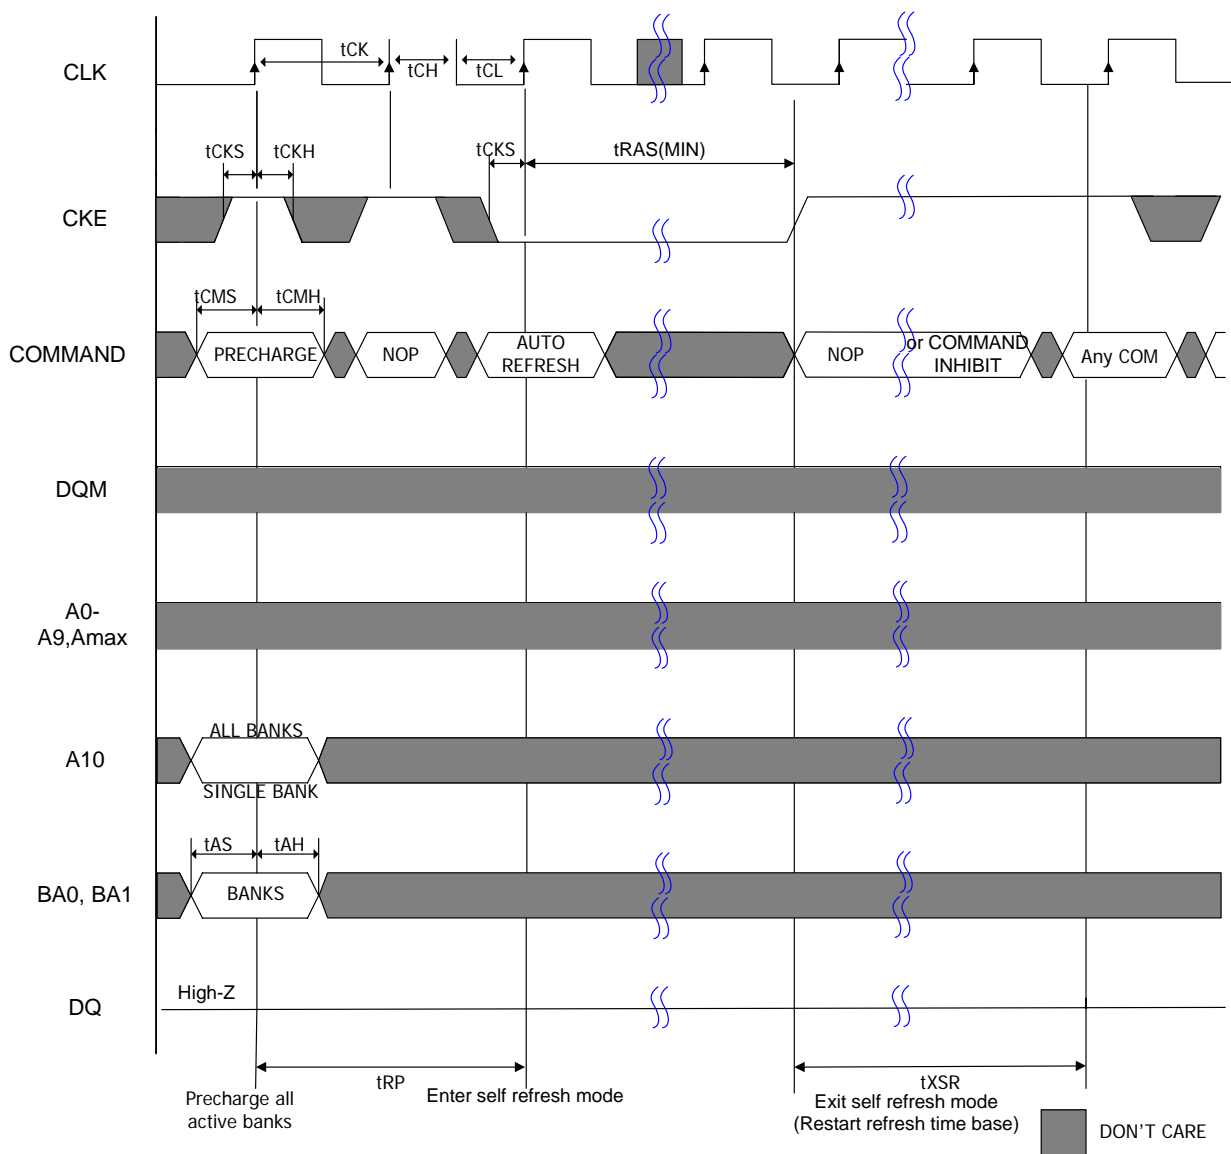 CLK
tCK
tCH
tCL
tCKS
tCKH
tCKS
tRAS(MIN)
CKE
tCMS
tCMH
COMMAND
PRECHARGE
NOP
AUTO
REFRESH
NOP
or COMMAND
INHIBIT
Any COM
DQM
A0-
A9,Amax
ALL BANKS
A10
SINGLE BANK
tAS
tAH
BA0, BA1
BANKS
High-Z
DQ
tRP
tXSR
Precharge all
active banks
Enter self refresh mode
Exit self refresh mode
(Restart refresh time base)
DON'T CARE